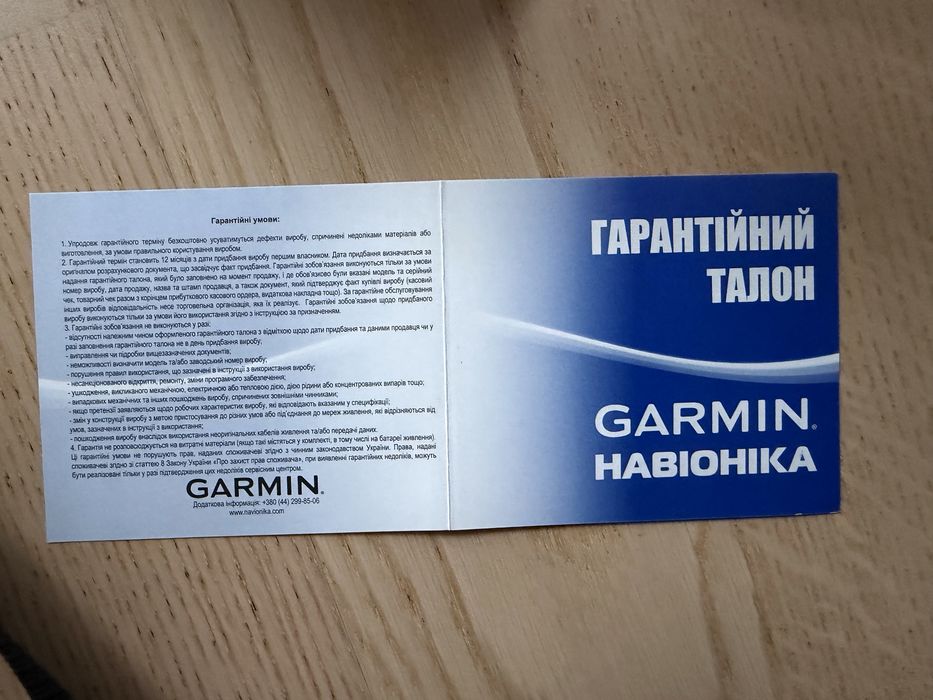 Гарантійні умови:
1. Упродовж гарантійного терміну безкоштовно усуватимуться дефекти виробу, спричинені недоліками матеріалів або
виготовлення, за умови правильного користування виробом.
2. Гарантійний термін становить 12 місяців з дати придбання виробу першим власником. Дата придбання визначається за
оригіналом розрахункового документа, що засвідчує факт придбання. Гарантійні зобов'язання виконуються тільки за умови
надання гарантійного талона, який було заповнено на момент продажу, і де обов'язково були вказані модель та серійний
номер виробу, дата продажу, назва та штамп продавця, а також документ, який підтверджує факт купівлі виробу (касовий
чек, товарний чек разом з корінцем прибуткового касового ордера, видаткова накладна тощо). За гарантійне обслуговування
інших виробів відповідальність несе торговельна організація, яка їх реалізує. Гарантійні зобов'язання щодо придбаного
виробу виконуються тільки за умови його використання згідно з інструкцією за призначенням.
3. Гарантійні зобов'язання не виконуються у разі:
- відсутності належним чином оформленого гарантійного талона з відміткою щодо дати придбання та даними продавця чи у
разі заповнення гарантійного талона не в день придбання виробу;
- виправлення чи підробки вищезазначених документів;
- неможливості визначити модель та/або заводський номер виробу;
- порушення правил використання, що зазначені в інструкції з використання виробу;
- несанкціонованого відкриття, ремонту, зміни програмного забезпечення;
- ушкодження, викликаного механічною, електричною або тепловою дією, дією рідини або концентрованих випарів тощо;
- випадкових механічних та інших пошкоджень виробу, спричинених зовнішніми чинниками;
- якщо претензії заявляються щодо робочих характеристик виробу, які відповідають вказаним у специфікації;
- змін у конструкції виробу з метою пристосування до різних умов або під'єднання до мереж живлення, які відрізняються від
умов, зазначених в інструкції з використання;
- пошкодження виробу внаслідок використання неоригінальних кабелів живлення та/або передачі даних.
4. Гарантія не розповсюджується на витратні матеріали (якщо такі містяться у комплекті, в тому числі на батареї живлення).
Ці гарантійні умови не порушують прав, наданих споживачеві згідно з чинним законодавством України. Права, надані
споживачеві згідно зі статтею 8 Закону України «Про захист прав споживача», при виявленні гарантійних недоліків, можуть
бути реалізовані тільки у разі підтвердження цих недоліків сервісним центром.
GARMIN®
Додаткова Інформація: +380 (44) 299-85-06
www.navionika.com
ГАРАНТІЙНИЙ
ТАЛОН
GARMIN®
НАВІОНІКА